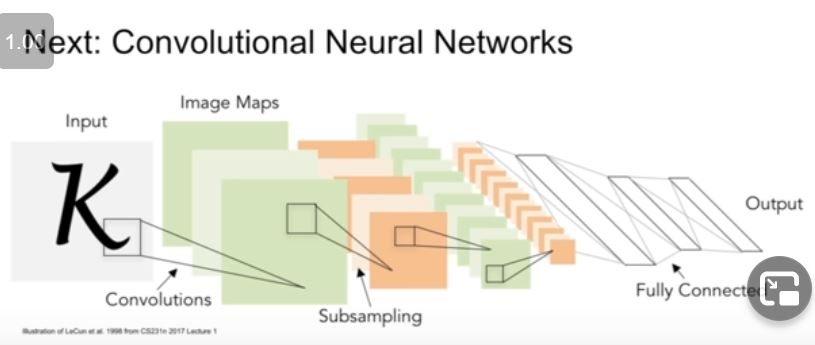 1.00
Next: Convolutional Neural Networks
Image Maps
Input
K
Output
Fully Connected
Convolutions
Subsampling
Illustration of LeCun et al. 1998 from CS231n 2017 Lecture 1